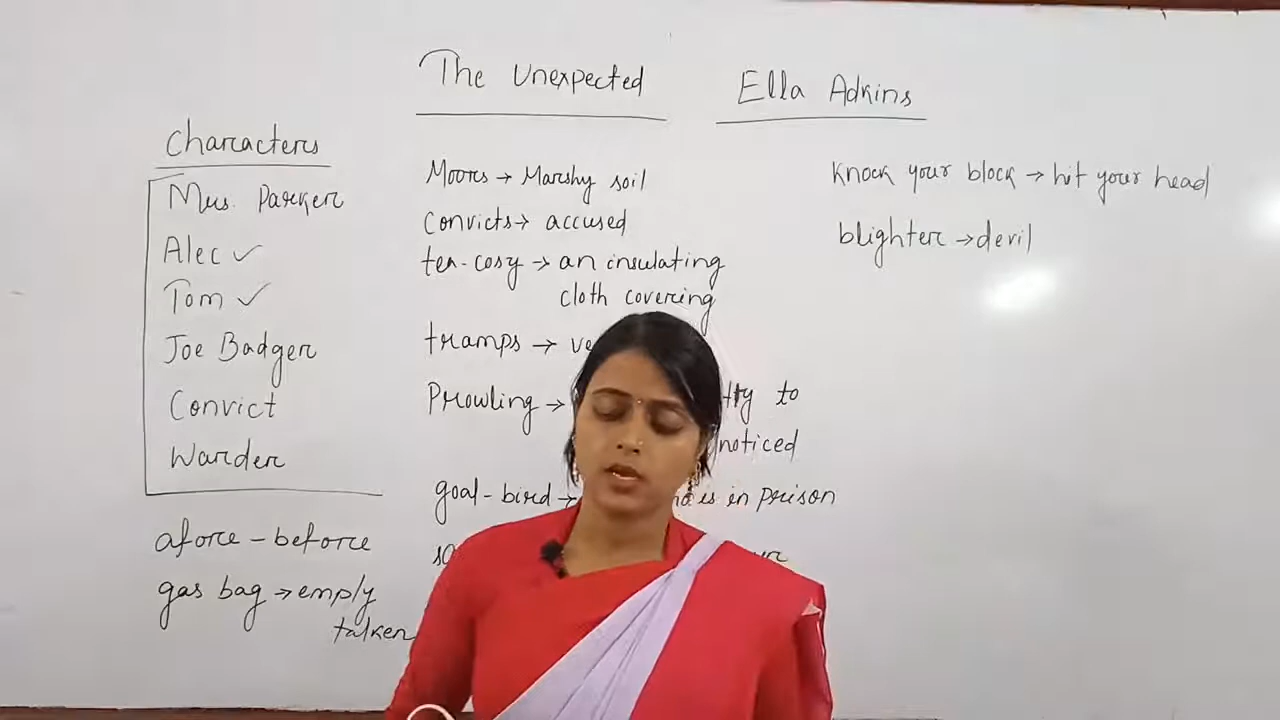 The Unexpected
Ella Adkins
Characters
Mrs. Parker
Alec ✓
Tom ✓
Joe Badger
Convict
Warder
afore - before
gas bag → empty
talker
Moors → Marshy soil
Convicts → accused
tea-cosy → an insulating
cloth covering
tramps →
Prowling → to
noticed
goal-bird → is in prison
Knock your block → hit your head
blighter → devil